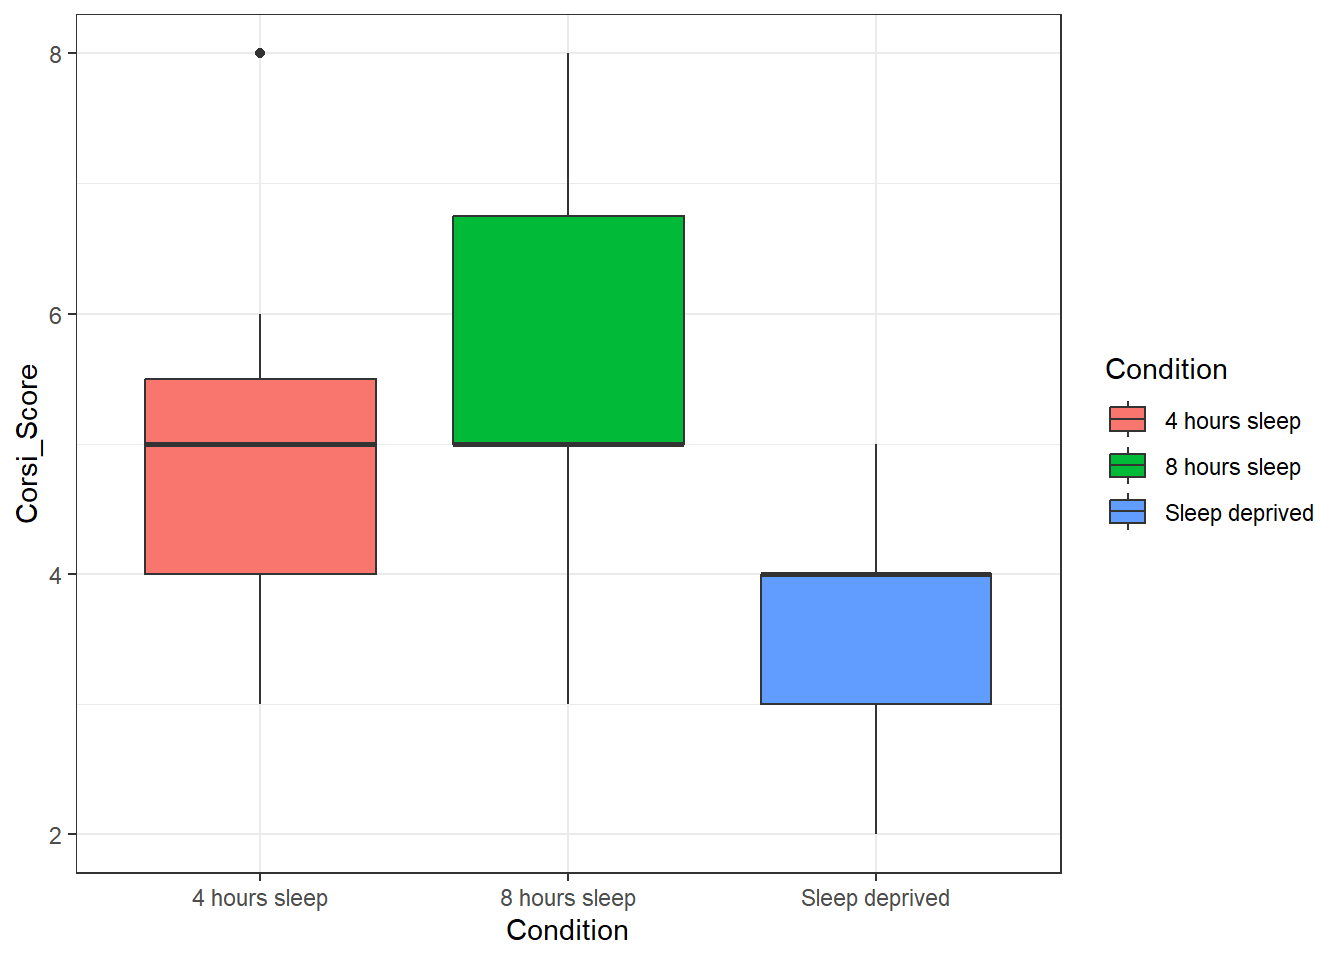 8
6
4
2
Corsi_Score
4 hours sleep
8 hours sleep
Sleep deprived
Condition
Condition
4 hours sleep
8 hours sleep
Sleep deprived